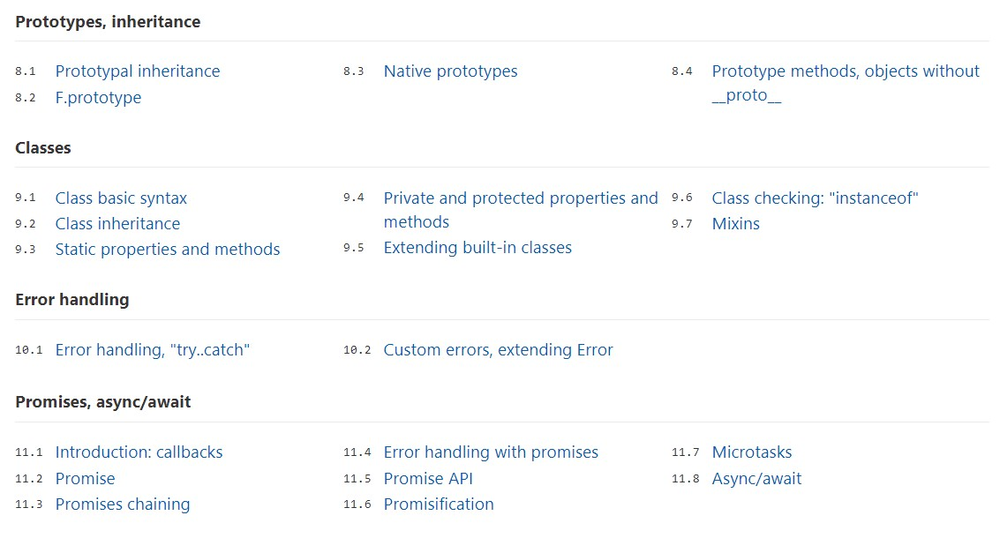 Prototypes, inheritance
8.1 Prototypal inheritance
8.2 F.prototype
8.3 Native prototypes
8.4 Prototype methods, objects without
__proto__
Classes
9.1 Class basic syntax
9.2 Class inheritance
9.3 Static properties and methods
9.4 Private and protected properties and
methods
9.5 Extending built-in classes
9.6 Class checking: "instanceof"
9.7 Mixins
Error handling
10.1 Error handling, "try..catch"
10.2 Custom errors, extending Error
Promises, async/await
11.1 Introduction: callbacks
11.2 Promise
11.3 Promises chaining
11.4 Error handling with promises
11.5 Promise API
11.6 Promisification
11.7 Microtasks
11.8 Async/await